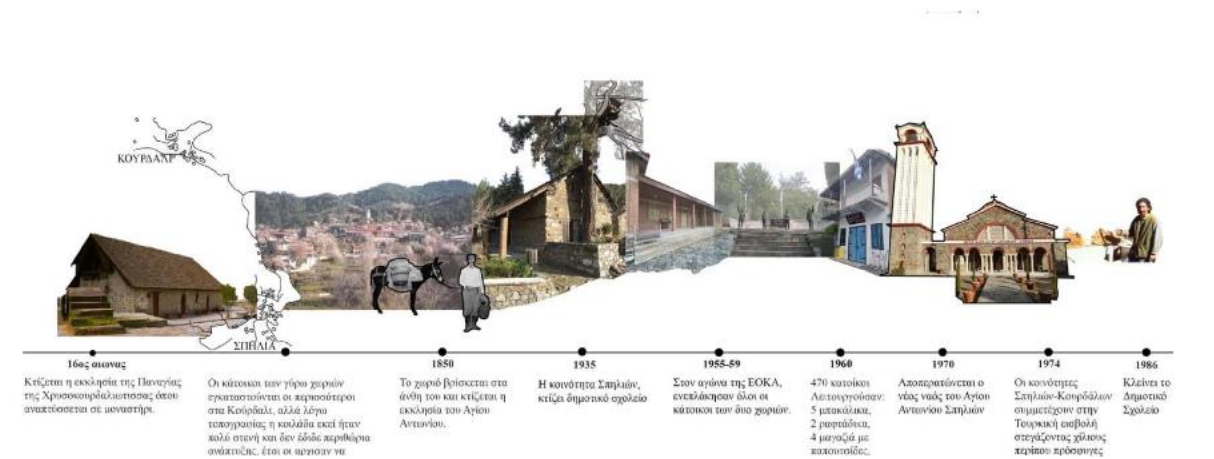 ΚΟΥΡΔΑΛΙ
ΣΠΗΛΙΑ
16ος αιωνας
Κτίζεται η εκκλησία της Παναγίας
της Χρυσοκουρδαλιωτισσας όπου
αναπτύσσεται σε μοναστήρι.
Οι κάτοικοι των γύρω χωριών
εγκαταστούνται οι περισσότεροι
στα Κούρδαλι, αλλά λόγω
τοπογραφίας η κοιλάδα εκεί ήταν
πολύ στενή και δεν έδιδε περιθώρια
ανάπτυξης, έτσι οι αρχισαν να
1850
Το χωριό βρίσκεται στα
άνθη του και κτίζεται η
εκκλησία του Αγίου
Αντωνίου.
1935
Η κοινότητα Σπηλιών,
κτίζει δημοτικό σχολείο
1955-59
Στον αγώνα της ΕΟΚΑ,
ενεπλάκησαν όλοι οι
κάτοικοι των δυο χωριών.
1960
470 κατοίκοι
Λειτουργούσαν:
5 μπακάλικα,
2 ραφτάδικα,
4 μαγαζιά με
παπουτσίδες,
1970
Αποπερατώνεται ο
νέος ναός του Αγίου
Αντωνίου Σπηλιών
1974
Οι κοινότητες
Σπηλιών-Κουρδάλων
συμμετέχουν στην
Τουρκική εισβολή
στεγάζοντας χίλιους
περίπου πρόσφυγες
1986
Κλείνει το
Δημοτικό
Σχολείο